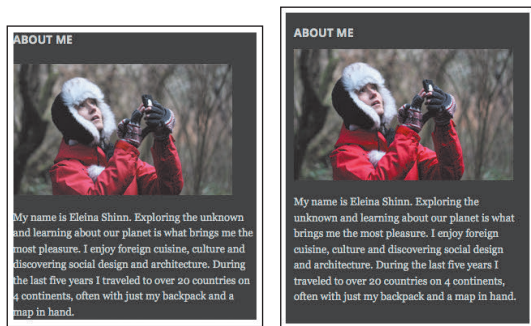 ABOUT ME
My name is Eleina Shinn. Exploring the unknown
and learning about our planet is what brings me the
most pleasure. I enjoy foreign cuisine, culture and
discovering social design and architecture. During
the last five years I traveled to over 20 countries on
4 continents, often with just my backpack and a
map in hand.
ABOUT ME
My name is Eleina Shinn. Exploring the
unknown and learning about our planet is what
brings me the most pleasure. I enjoy foreign
cuisine, culture and discovering social design
and architecture. During the last five years I
traveled to over 20 countries on 4 continents,
often with just my backpack and a map in hand.